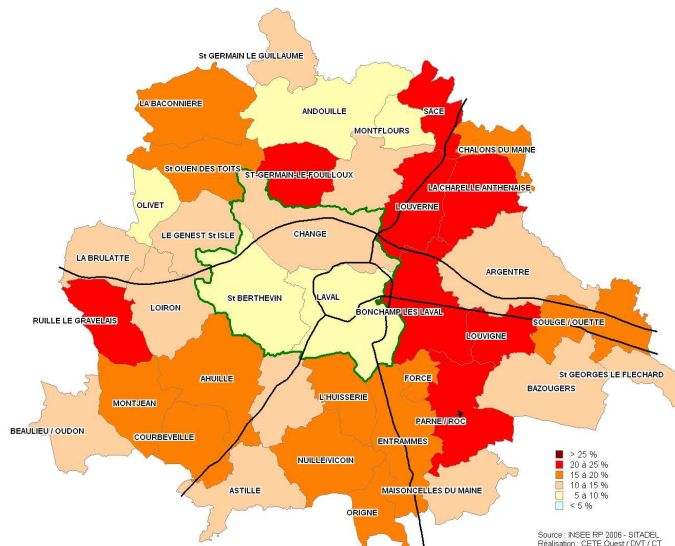 St GERMAIN LE GUILLAUME
LA BACONNIERE
ANDOUILLE
SACE
MONTFLOURS
CHALONS DU MAINE
St OUEN DES TOITS
ST-GERMAIN-LE-FOUILLOUX
LA CHAPELLE ANTHENAISE
OLIVET
LOUVERNE
LE GENEST St ISLE
CHANGE
LA BRULATTE
ARGENTRE
St BERTHEVIN
LAVAL
LOIRON
BONCHAMP LES LAVAL
RUILLE LE GRAVELAIS
SOULGE / OUETTE
LOUVIGNE
St GEORGES LE FLECHARD
AHUILLE
FORCE
BAZOUGERS
L'HUISSERIE
MONTJEAN
PARNE / ROC
BEAULIEU / OUDON
COURBEVEILLE
ENTRAMMES
NUILLE/VICOIN
ASTILLE
MAISONCELLES DU MAINE
ORIGNE
> 25 %
20 à 25 %
15 à 20 %
10 à 15 %
5 à 10 %
< 5 %
Source : INSEE RP 2006 - SITADEL
Réalisation : CETE Ouest / DVT / CT